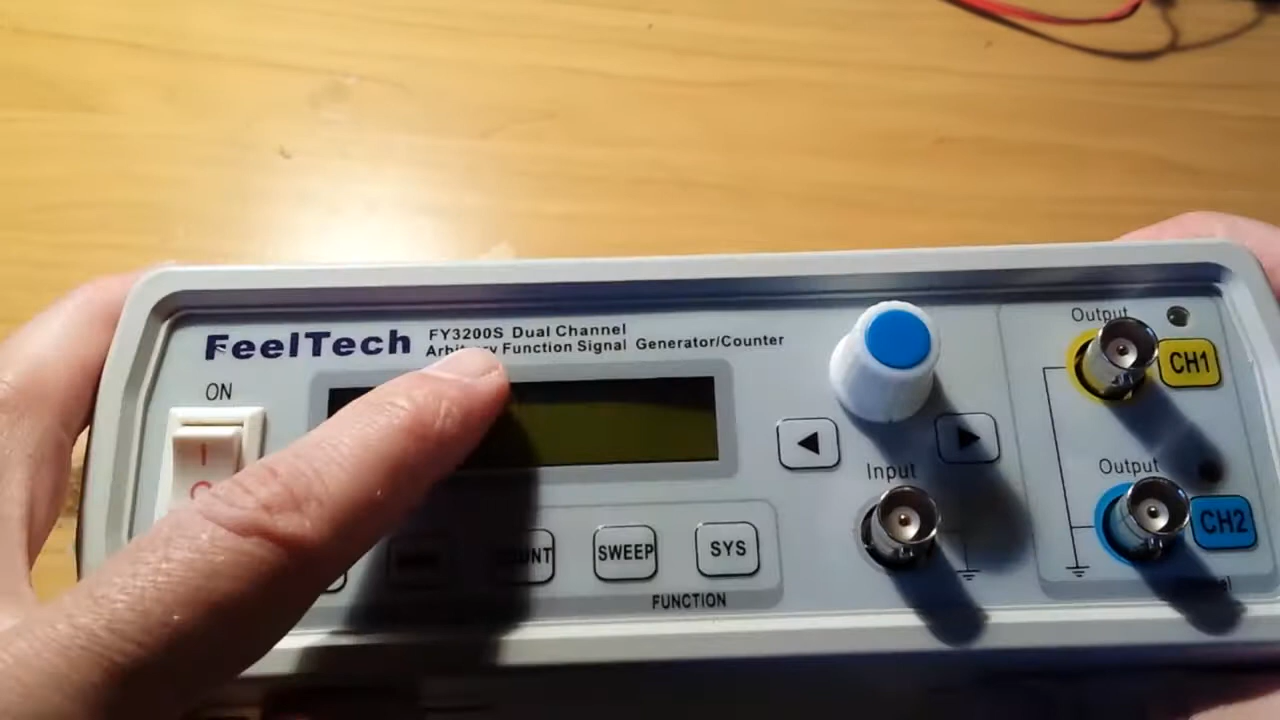 FeelTech
FY3200S Dual Channel
Function Signal Generator/Counter
ON
Output
CH1
Input
Output
CH2
SWEEP
SYS
FUNCTION